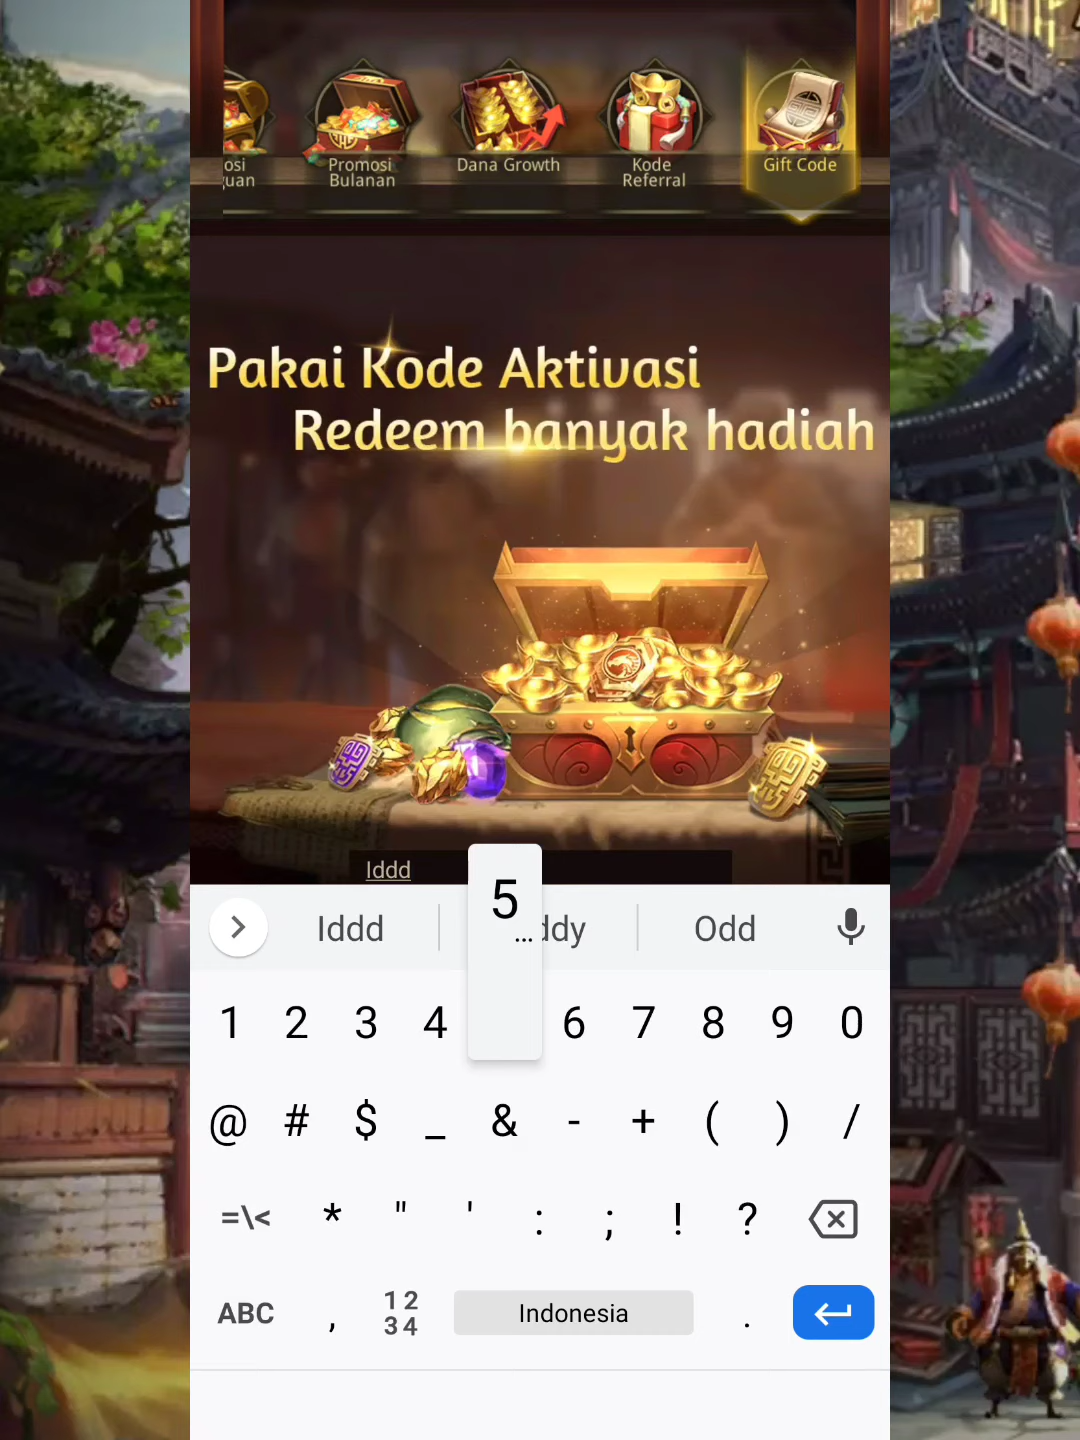 osi
uan
Promosi
Bulanan
Dana Growth
Kode
Referral
Gift Code
Pakai Kode Aktivasi
Redeem banyak hadiah
Iddd
5
...
Iddd
ddy
Odd
1 2 3 4 6 7 8 9 0
@ # $ _ & - + ( ) /
=\< * " ' : ; ! ?
ABC , 12 Indonesia .
34